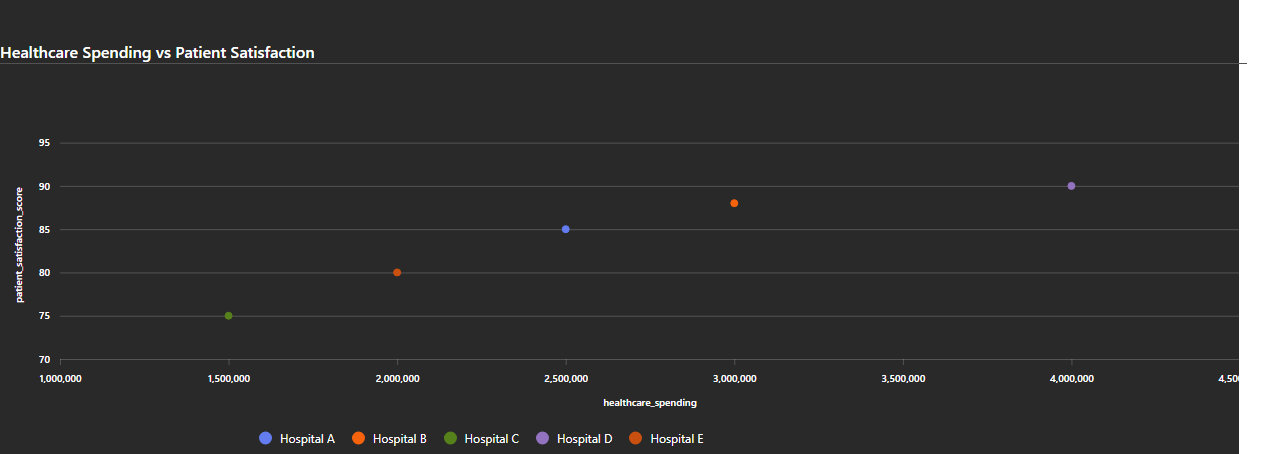 Healthcare Spending vs Patient Satisfaction
95
90
85
80
75
70
patient_satisfaction_score
1,000,000 1,500,000 2,000,000 2,500,000 3,000,000 3,500,000 4,000,000 4,500
healthcare_spending
Hospital A Hospital B Hospital C Hospital D Hospital E